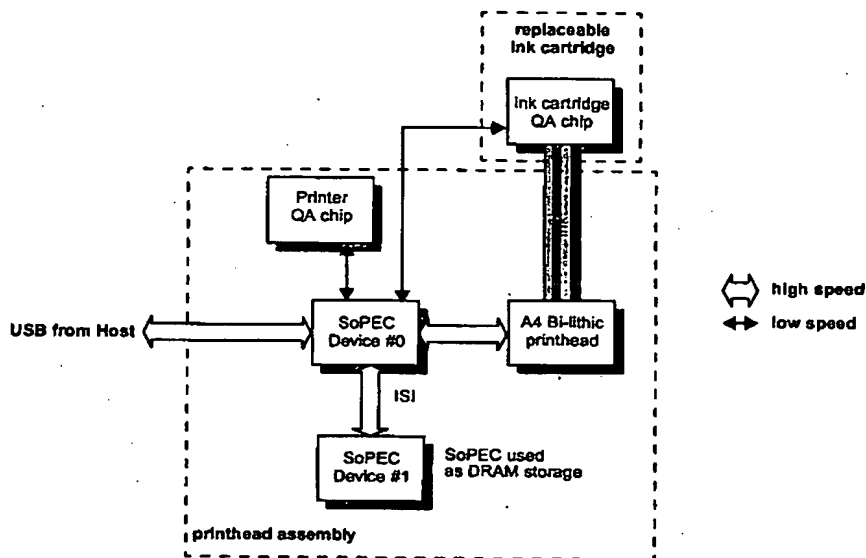 replaceable
ink cartridge
Ink cartridge
QA chip
Printer
QA chip
USB from Host
SoPEC
Device #0
A4 Bi-lithic
printhead
high speed
low speed
ISI
SoPEC
Device #1
SoPEC used
as DRAM storage
printhead assembly